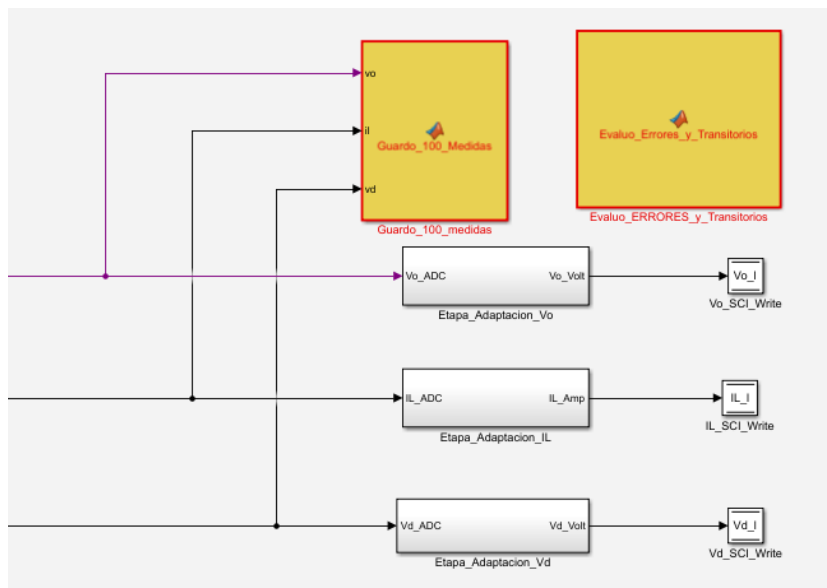 vo
il
vd
Guardo_100_Medidas
Guardo_100_medidas
Evaluo_Errores_y_Transitorios
Evaluo_ERRORES_y_Transitorios
Vo_ADC
Vo_Volt
Etapa_Adaptacion_Vo
Vo_I
Vo_SCI_Write
IL_ADC
IL_Amp
Etapa_Adaptacion_IL
IL_I
IL_SCI_Write
Vd_ADC
Vd_Volt
Etapa_Adaptacion_Vd
Vd_I
Vd_SCI_Write